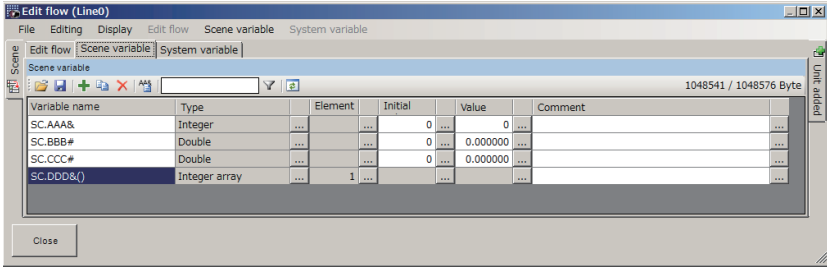 Edit flow (Line0)
File Editing Display Edit flow Scene variable System variable
Scene
Edit flow Scene variable System variable
Scene variable
1048541 / 1048576 Byte
Unit added
Variable name Type Element Initial Value Comment
SC.AAA& Integer ... ... 0 ... 0 ... ...
SC.BBB# Double ... ... 0 ... 0.000000 ... ...
SC.CCC# Double ... ... 0 ... 0.000000 ... ...
SC.DDD&() Integer array ... 1 ... ... ... ...
Close